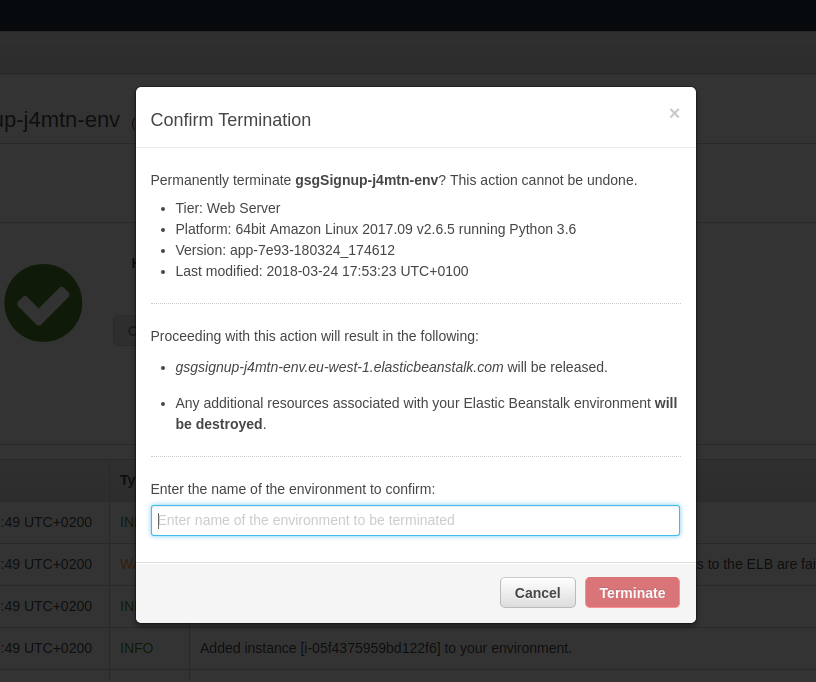 up-j4mtn-env
Confirm Termination
×
Permanently terminate gsgSignup-j4mtn-env? This action cannot be undone.
• Tier: Web Server
• Platform: 64bit Amazon Linux 2017.09 v2.6.5 running Python 3.6
• Version: app-7e93-180324_174612
• Last modified: 2018-03-24 17:53:23 UTC+0100
Proceeding with this action will result in the following:
• gsgsignup-j4mtn-env.eu-west-1.elasticbeanstalk.com will be released.
• Any additional resources associated with your Elastic Beanstalk environment will
be destroyed.
Enter the name of the environment to confirm:
Enter name of the environment to be terminated
Cancel
Terminate
Ty
:49 UTC+0200 IN
:49 UTC+0200 WA s to the ELB are fai
:49 UTC+0200 IN
:49 UTC+0200 INFO Added instance [i-05f4375959bd122f6] to your environment.